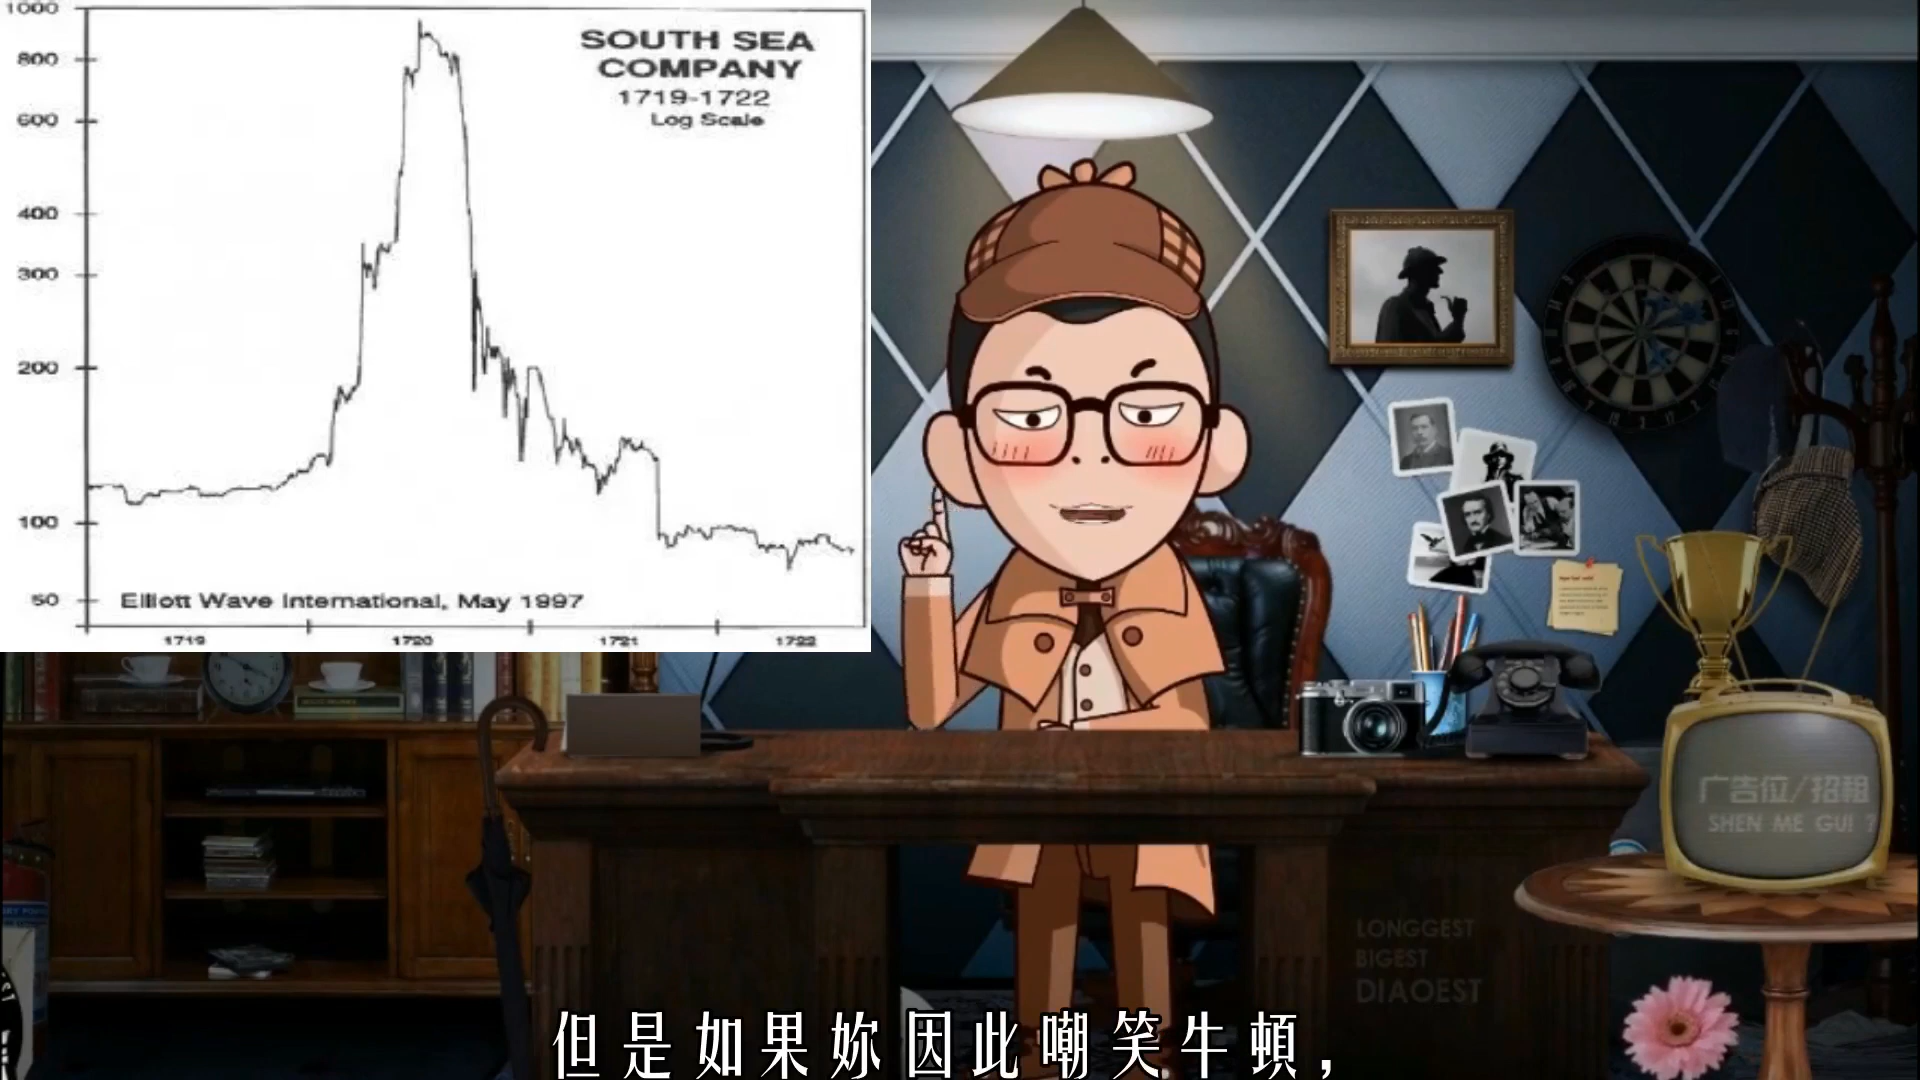 SOUTH SEA
COMPANY
1719-1722
Log Scale
1000
800
600
400
300
200
100
50
Elliott Wave International, May 1997
1719
1720
1721
1722
广告位/招租
SHEN ME GUI ?
LONGGEST
BIGEST
DIAOEST
但是如果妳因此嘲笑牛頓，